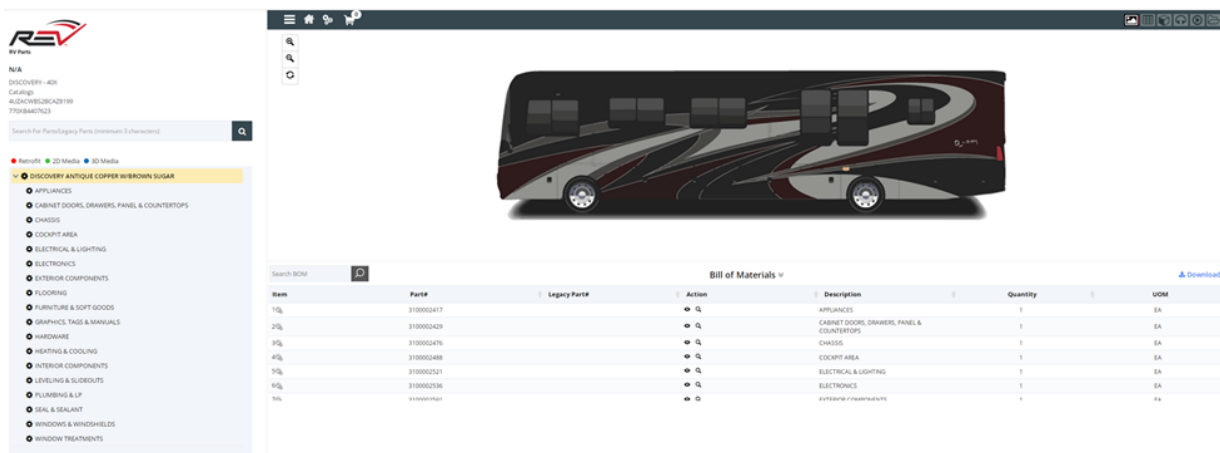 REV
RV Parts
N/A
DISCOVERY - 40X
Catalogs
4UZACWBS2BCAZ8199
770XB4407623
Search For Parts/Legacy Parts (minimum 3 characters)
Retrofit 2D Media 3D Media
DISCOVERY ANTIQUE COPPER W/BROWN SUGAR
APPLIANCES
CABINET DOORS, DRAWERS, PANEL & COUNTERTOPS
CHASSIS
COCKPIT AREA
ELECTRICAL & LIGHTING
ELECTRONICS
EXTERIOR COMPONENTS
FLOORING
FURNITURE & SOFT GOODS
GRAPHICS, TAGS & MANUALS
HARDWARE
HEATING & COOLING
INTERIOR COMPONENTS
LEVELING & SLIDEOUTS
PLUMBING & LP
SEAL & SEALANT
WINDOWS & WINDSHIELDS
WINDOW TREATMENTS
0
Search BOM Bill of Materials Download
Item Part# Legacy Part# Action Description Quantity UOM
1 3100002417 APPLIANCES 1 EA
2 3100002429 CABINET DOORS, DRAWERS, PANEL & COUNTERTOPS 1 EA
3 3100002476 CHASSIS 1 EA
4 3100002488 COCKPIT AREA 1 EA
5 3100002521 ELECTRICAL & LIGHTING 1 EA
6 3100002536 ELECTRONICS 1 EA
7 3100002591 EXTERIOR COMPONENTS 1 EA